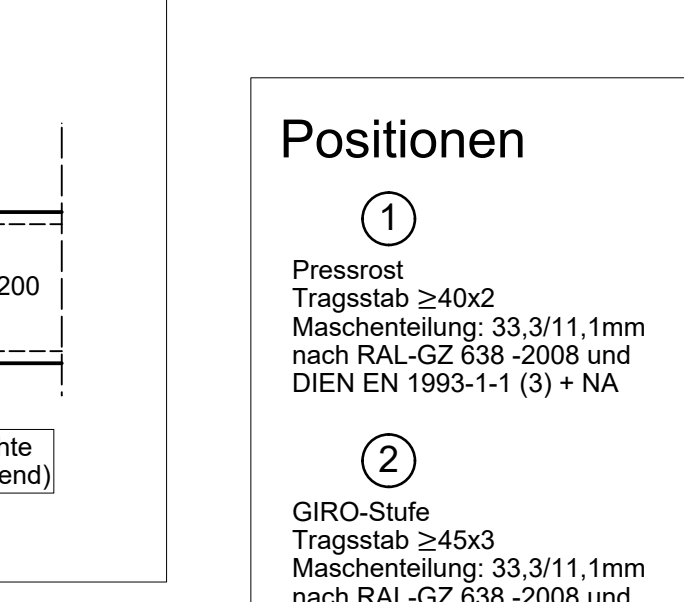 Positionen
1
Pressrost
Tragsstab ≥40x2
Maschenteilung: 33,3/11,1mm
nach RAL-GZ 638 -2008 und
DIEN EN 1993-1-1 (3) + NA
2
GIRO-Stufe
Tragsstab ≥45x3
Maschenteilung: 33,3/11,1mm
nach RAL-GZ 638 -2008 und
200
end)